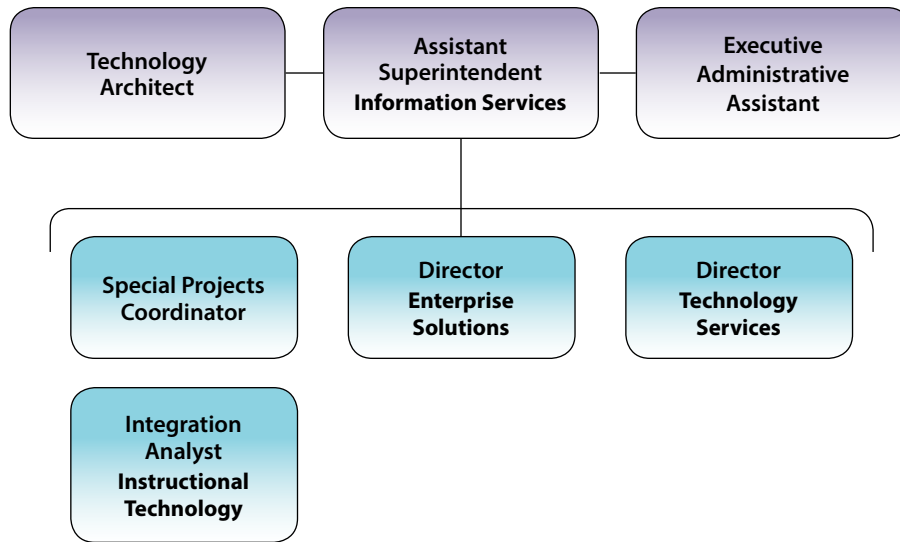 Technology
Architect
Assistant
Superintendent
Information Services
Executive
Administrative
Assistant
Special Projects
Coordinator
Director
Enterprise
Solutions
Director
Technology
Services
Integration
Analyst
Instructional
Technology